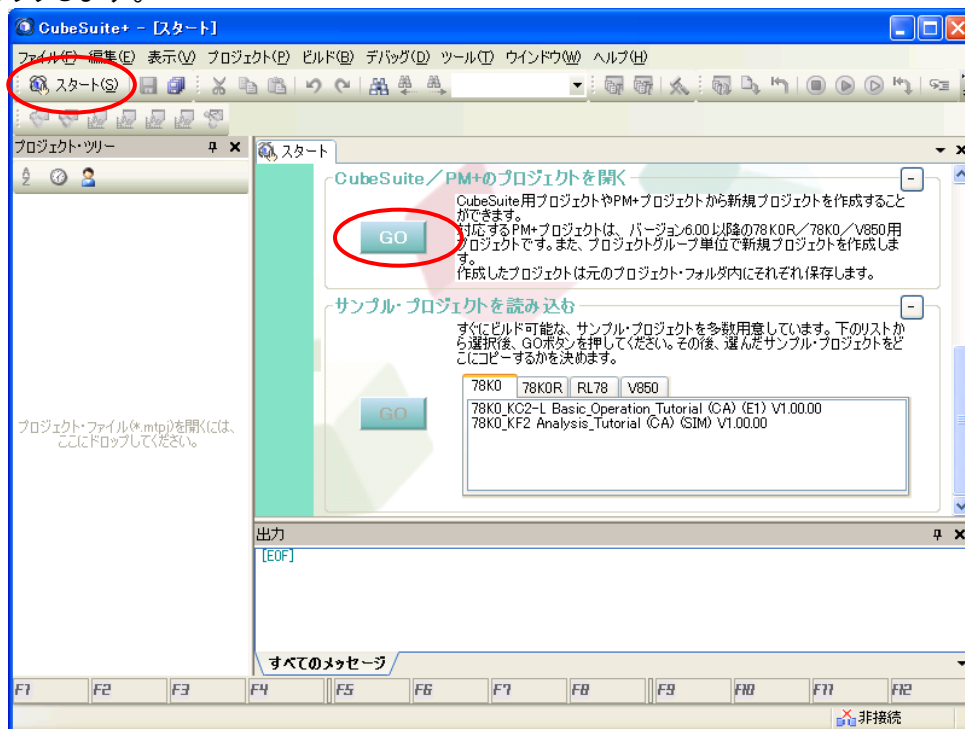 CubeSuite+ - [スタート]
ファイル(F) 編集(E) 表示(V) プロジェクト(P) ビルド(B) デバッグ(D) ツール(T) ウインドウ(W) ヘルプ(H)
スタート(S)
プロジェクト・ツリー
スタート
CubeSuite／PM+のプロジェクトを開く
GO
CubeSuite用プロジェクトやPM+プロジェクトから新規プロジェクトを作成すること
ができます。
対応するPM+プロジェクトは、バージョン6.00以降の78K0R／78K0／V850用
プロジェクトです。また、プロジェクトグループ単位で新規プロジェクトを作成しま
す。
作成したプロジェクトは元のプロジェクト・フォルダ内にそれぞれ保存します。
サンプル・プロジェクトを読み込む
GO
すぐにビルド可能な、サンプル・プロジェクトを多数用意しています。下のリストか
ら選択後、GOボタンを押してください。その後、選んだサンプル・プロジェクトをど
こにコピーするかを決めます。
78K0 78K0R RL78 V850
78K0_KC2-L Basic_Operation_Tutorial (CA) (E1) V1.00.00
78K0_KF2 Analysis_Tutorial (CA) (SIM) V1.00.00
プロジェクト・ファイル(*.mtpj)を開くには、
ここにドロップしてください。
出力
[EOF]
すべてのメッセージ
F1 F2 F3 F4 F5 F6 F7 F8 F9 F10 F11 F12
非接続